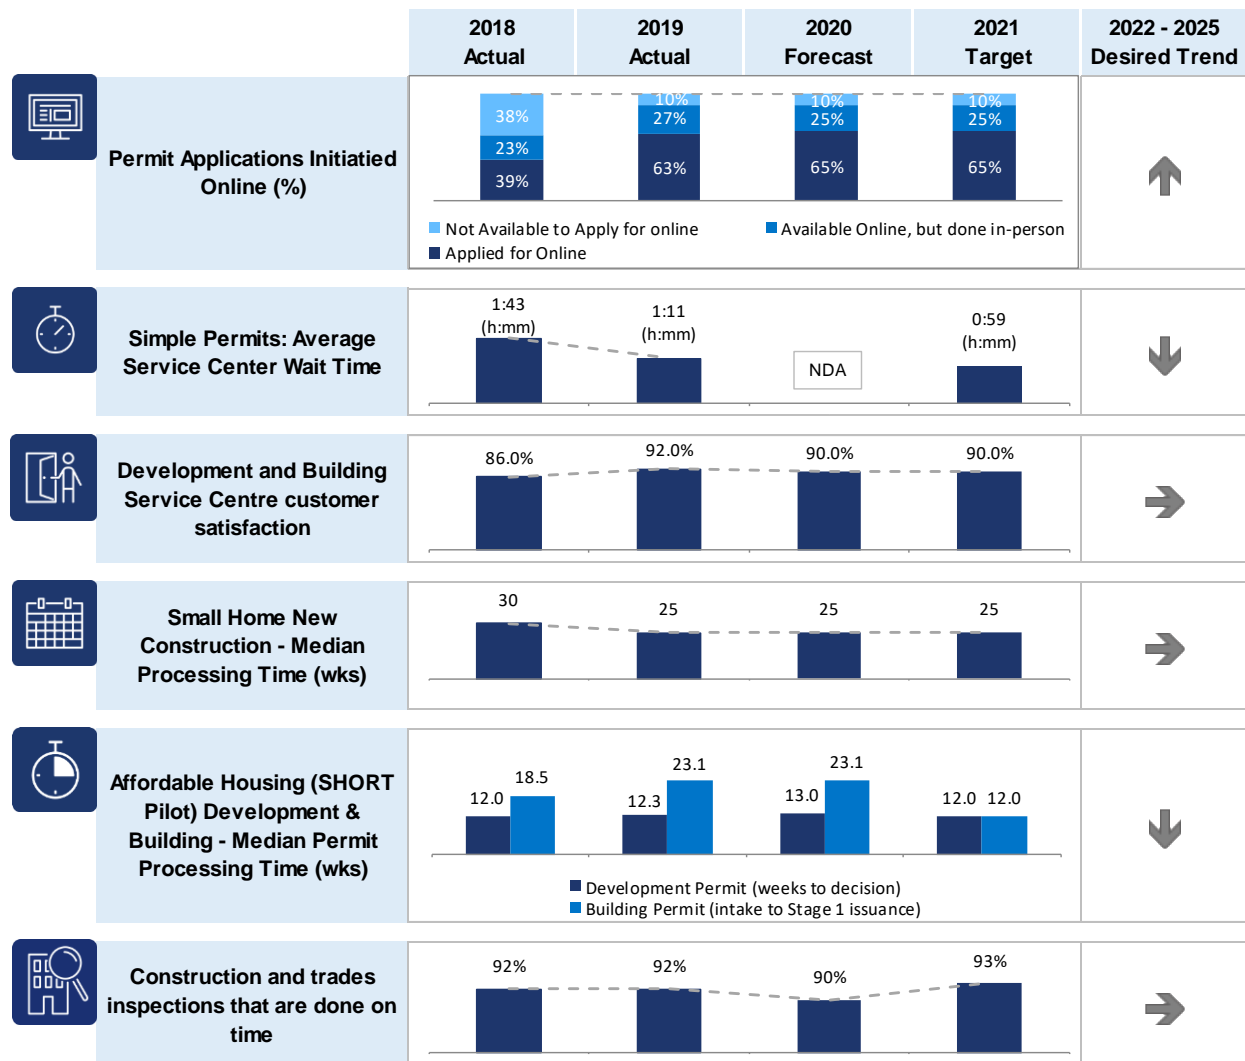 2018 Actual
2019 Actual
2020 Forecast
2021 Target
2022 - 2025 Desired Trend
Permit Applications Initiatied
Online (%)
38%
23%
39%
10%
27%
63%
10%
25%
65%
10%
25%
65%
Not Available to Apply for online
Available Online, but done in-person
Applied for Online
Simple Permits: Average
Service Center Wait Time
1:43
(h:mm)
1:11
(h:mm)
NDA
0:59
(h:mm)
Development and Building
Service Centre customer
satisfaction
86.0%
92.0%
90.0%
90.0%
Small Home New
Construction - Median
Processing Time (wks)
30
25
25
25
Affordable Housing (SHORT
Pilot) Development &
Building - Median Permit
Processing Time (wks)
12.0
18.5
12.3
23.1
13.0
23.1
12.0
12.0
Development Permit (weeks to decision)
Building Permit (intake to Stage 1 issuance)
Construction and trades
inspections that are done on
time
92%
92%
90%
93%